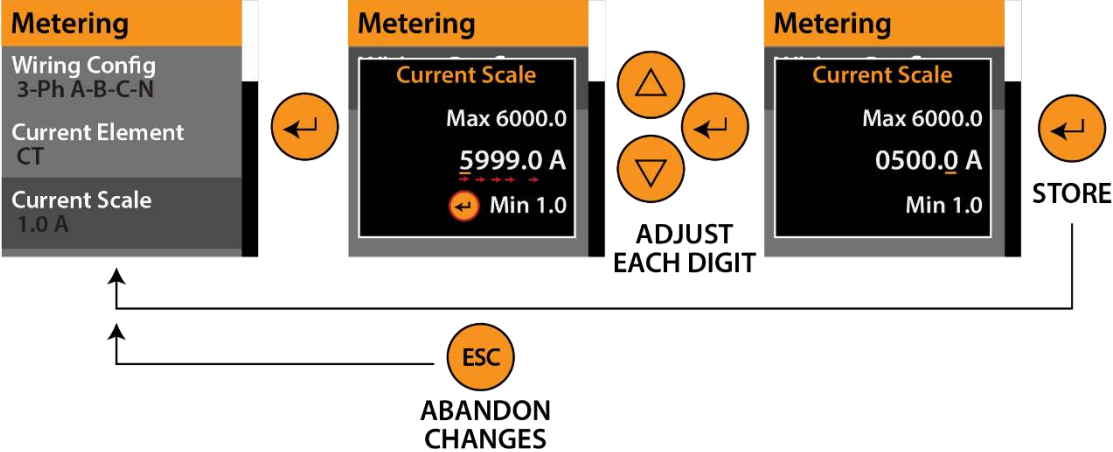 Metering
Wiring Config
3-Ph A-B-C-N
Current Element
CT
Current Scale
1.0 A
Metering
Current Scale
Max 6000.0
5999.0 A
Min 1.0
ADJUST
EACH DIGIT
Metering
Current Scale
Max 6000.0
0500.0 A
Min 1.0
STORE
ESC
ABANDON
CHANGES